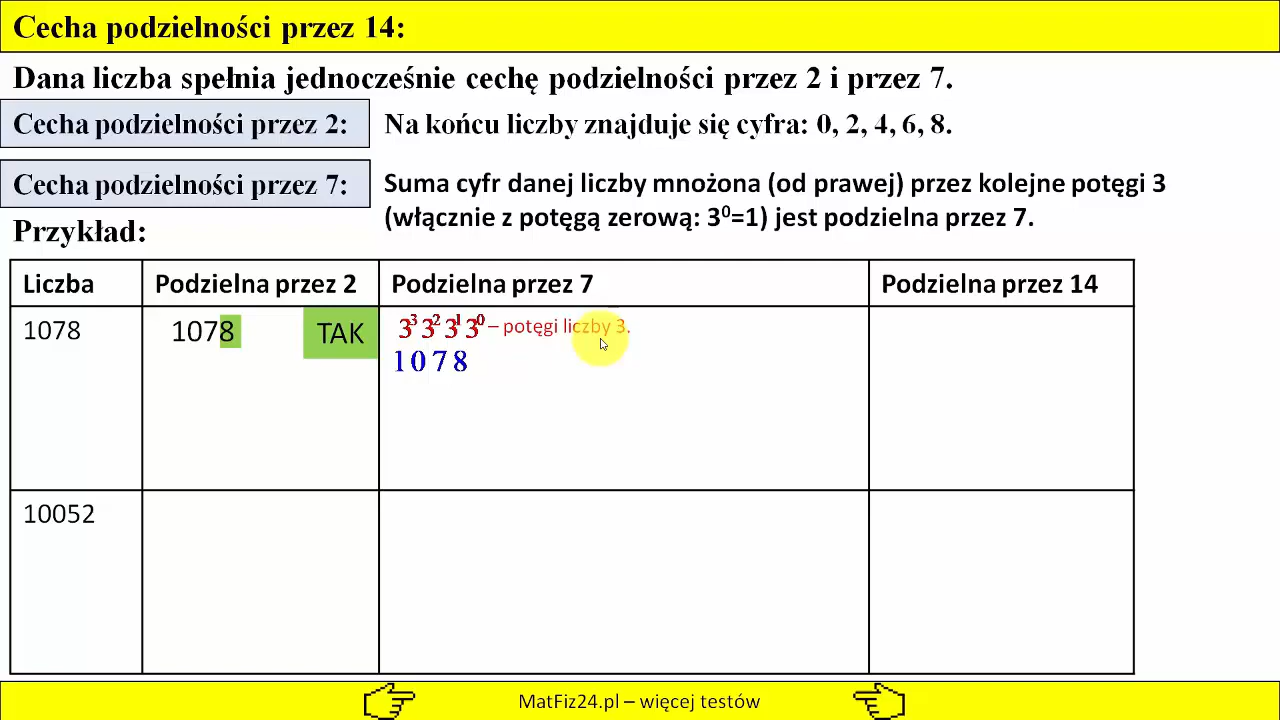 Cecha podzielności przez 14:
Dana liczba spełnia jednocześnie cechę podzielności przez 2 i przez 7.
Cecha podzielności przez 2: Na końcu liczby znajduje się cyfra: 0, 2, 4, 6, 8.
Cecha podzielności przez 7: Suma cyfr danej liczby mnożona (od prawej) przez kolejne potęgi 3
(włącznie z potęgą zerową: 3⁰=1) jest podzielna przez 7.
Przykład:
Liczba Podzielna przez 2 Podzielna przez 7 Podzielna przez 14
1078 1078 TAK 3³ 3² 3¹ 3⁰ – potęgi liczby 3.
1 0 7 8
10052
MatFiz24.pl – więcej testów